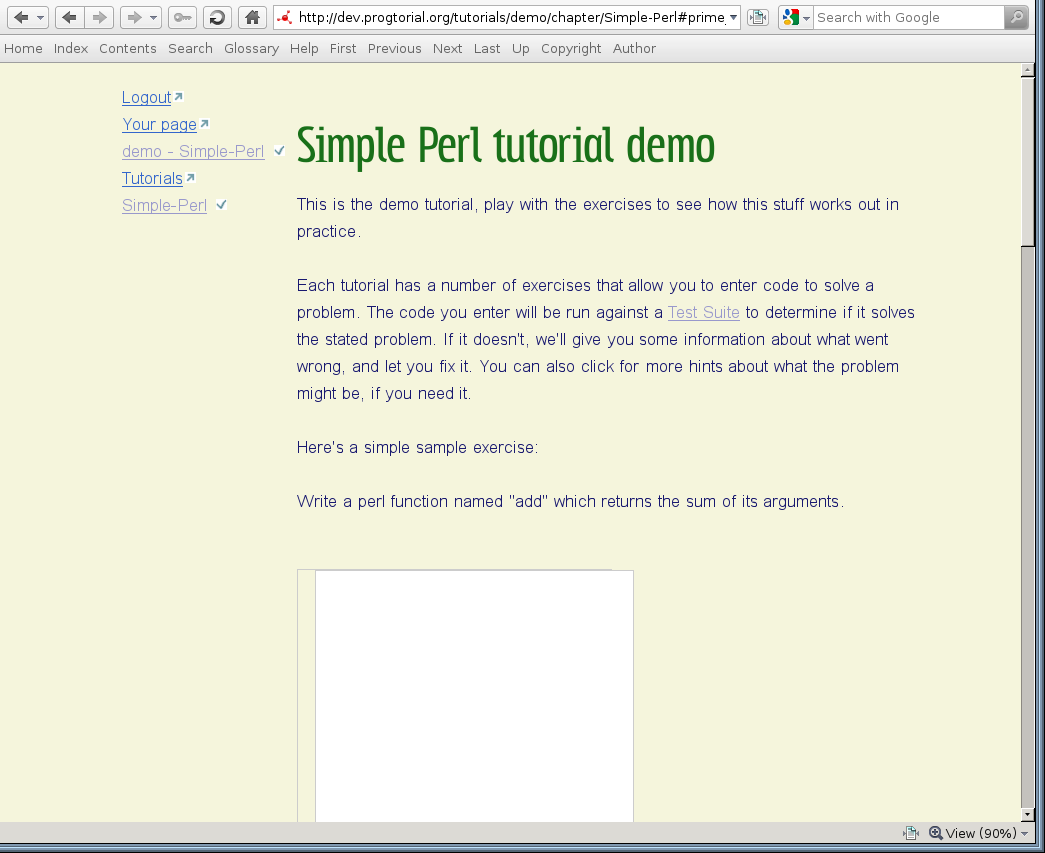 http://dev.progtorial.org/tutorials/demo/chapter/Simple-Perl#prime
Search with Google
Home Index Contents Search Glossary Help First Previous Next Last Up Copyright Author
Logout
Your page
demo - Simple-Perl
Tutorials
Simple-Perl
Simple Perl tutorial demo
This is the demo tutorial, play with the exercises to see how this stuff works out in
practice.
Each tutorial has a number of exercises that allow you to enter code to solve a
problem. The code you enter will be run against a Test Suite to determine if it solves
the stated problem. If it doesn't, we'll give you some information about what went
wrong, and let you fix it. You can also click for more hints about what the problem
might be, if you need it.
Here's a simple sample exercise:
Write a perl function named "add" which returns the sum of its arguments.
View (90%)